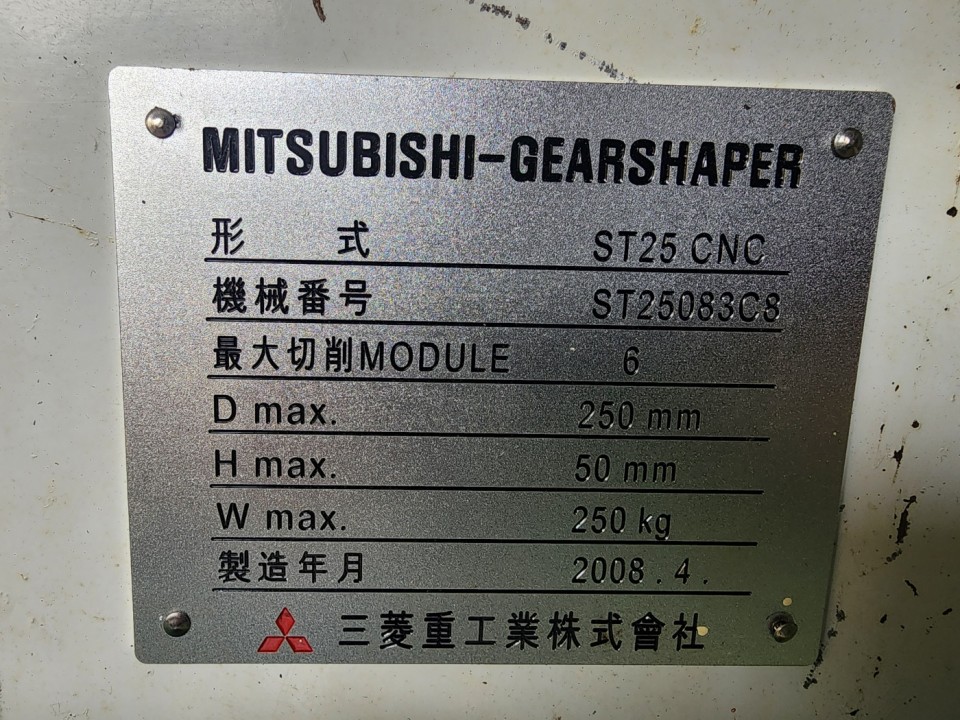 MITSUBISHI-GEARSHAPER
形 式 ST25 CNC
機械番号 ST25083C8
最大切削MODULE 6
D max. 250 mm
H max. 50 mm
W max. 250 kg
製造年月 2008.4.
三菱重工業株式會社